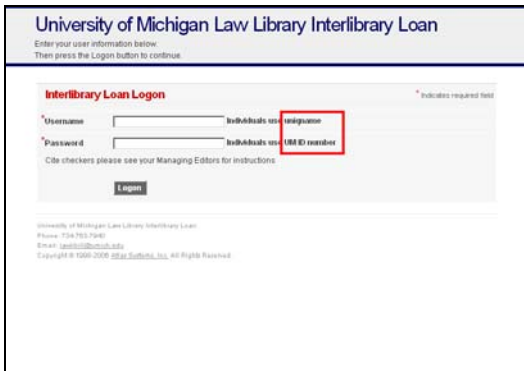 University of Michigan Law Library Interlibrary Loan
Enter your user information below.
Then press the Logon button to continue.
Interlibrary Loan Logon
* Indicates required field
*Username Individuals use uniqname
*Password Individuals use UM ID number
Cite checkers please see your Managing Editors for instructions
Logon
University of Michigan Law Library Interlibrary Loan
Phone: 734-763-7940
Email:
Copyright © 1998-2006 Atlas Systems, Inc. All Rights Reserved.